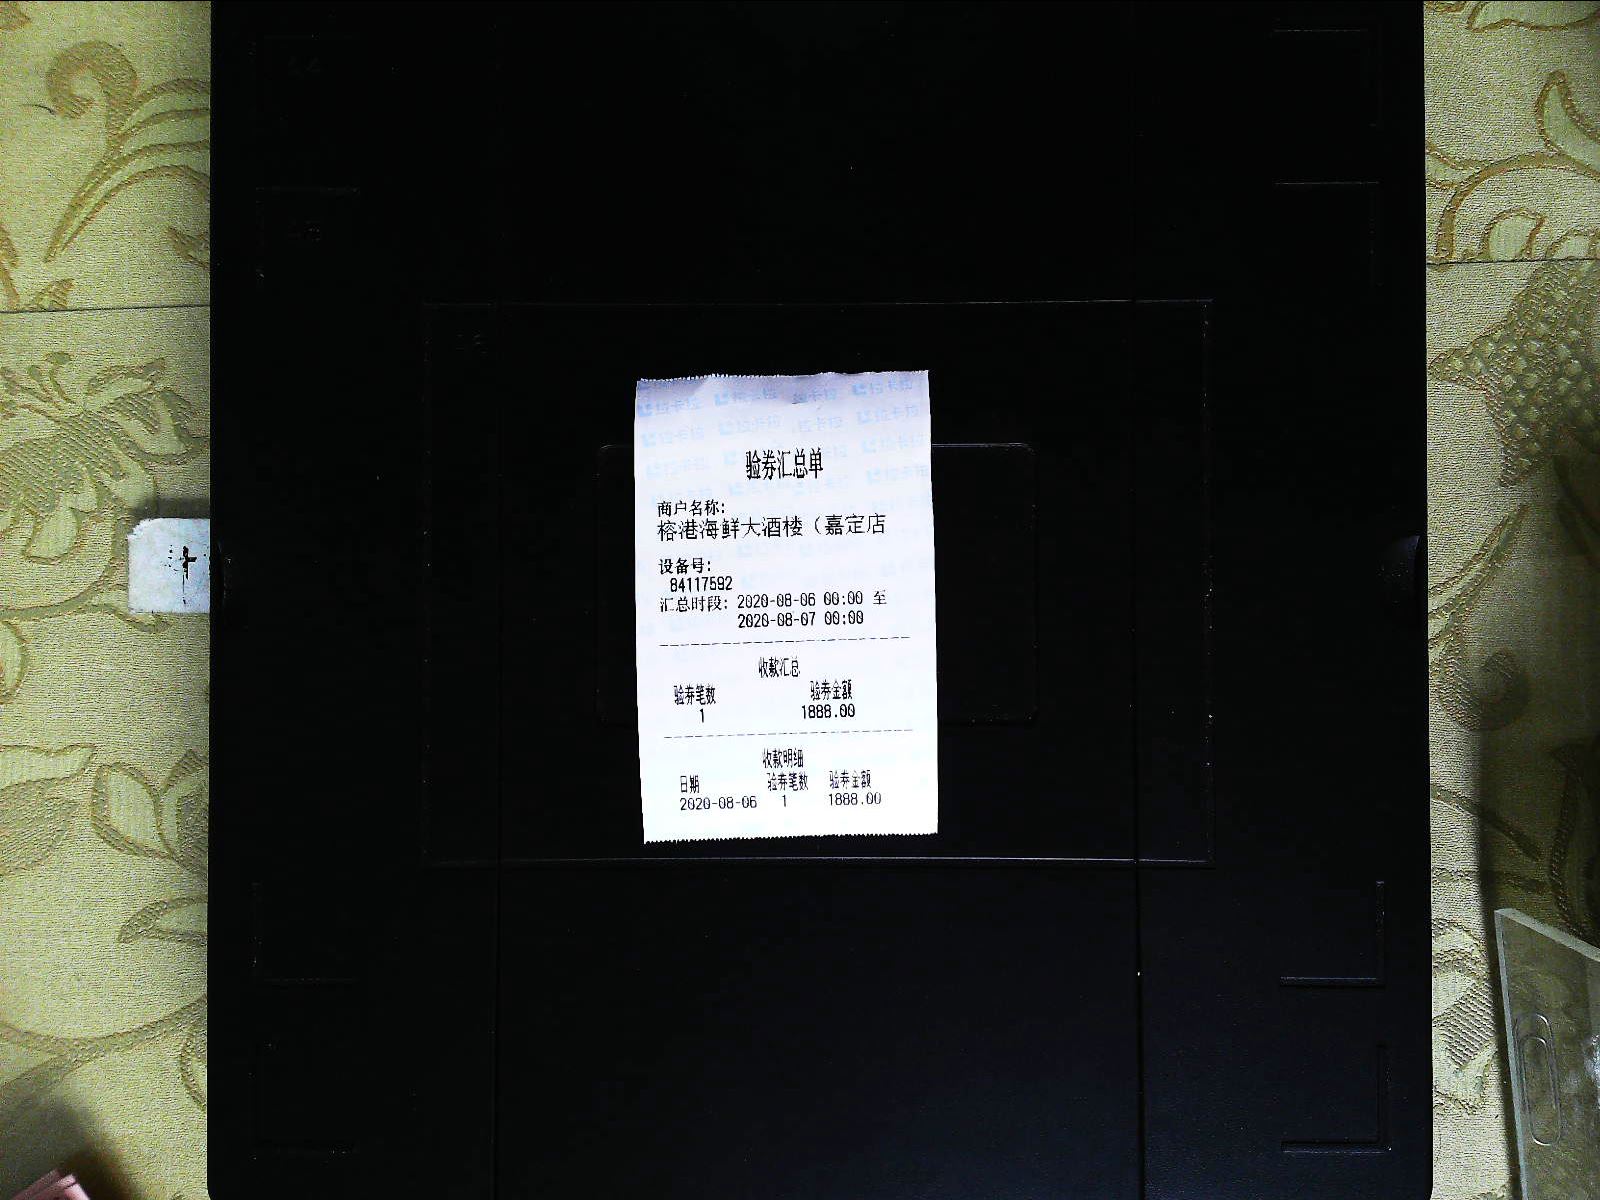 验券汇总单
商户名称:
榕港海鲜大酒楼（嘉定店
设备号:
84117592
汇总时段: 2020-08-06 00:00 至
2020-08-07 00:00
收款汇总
验券笔数 验券金额
1 1888.00
收款明细
日期 验券笔数 验券金额
2020-08-06 1 1888.00